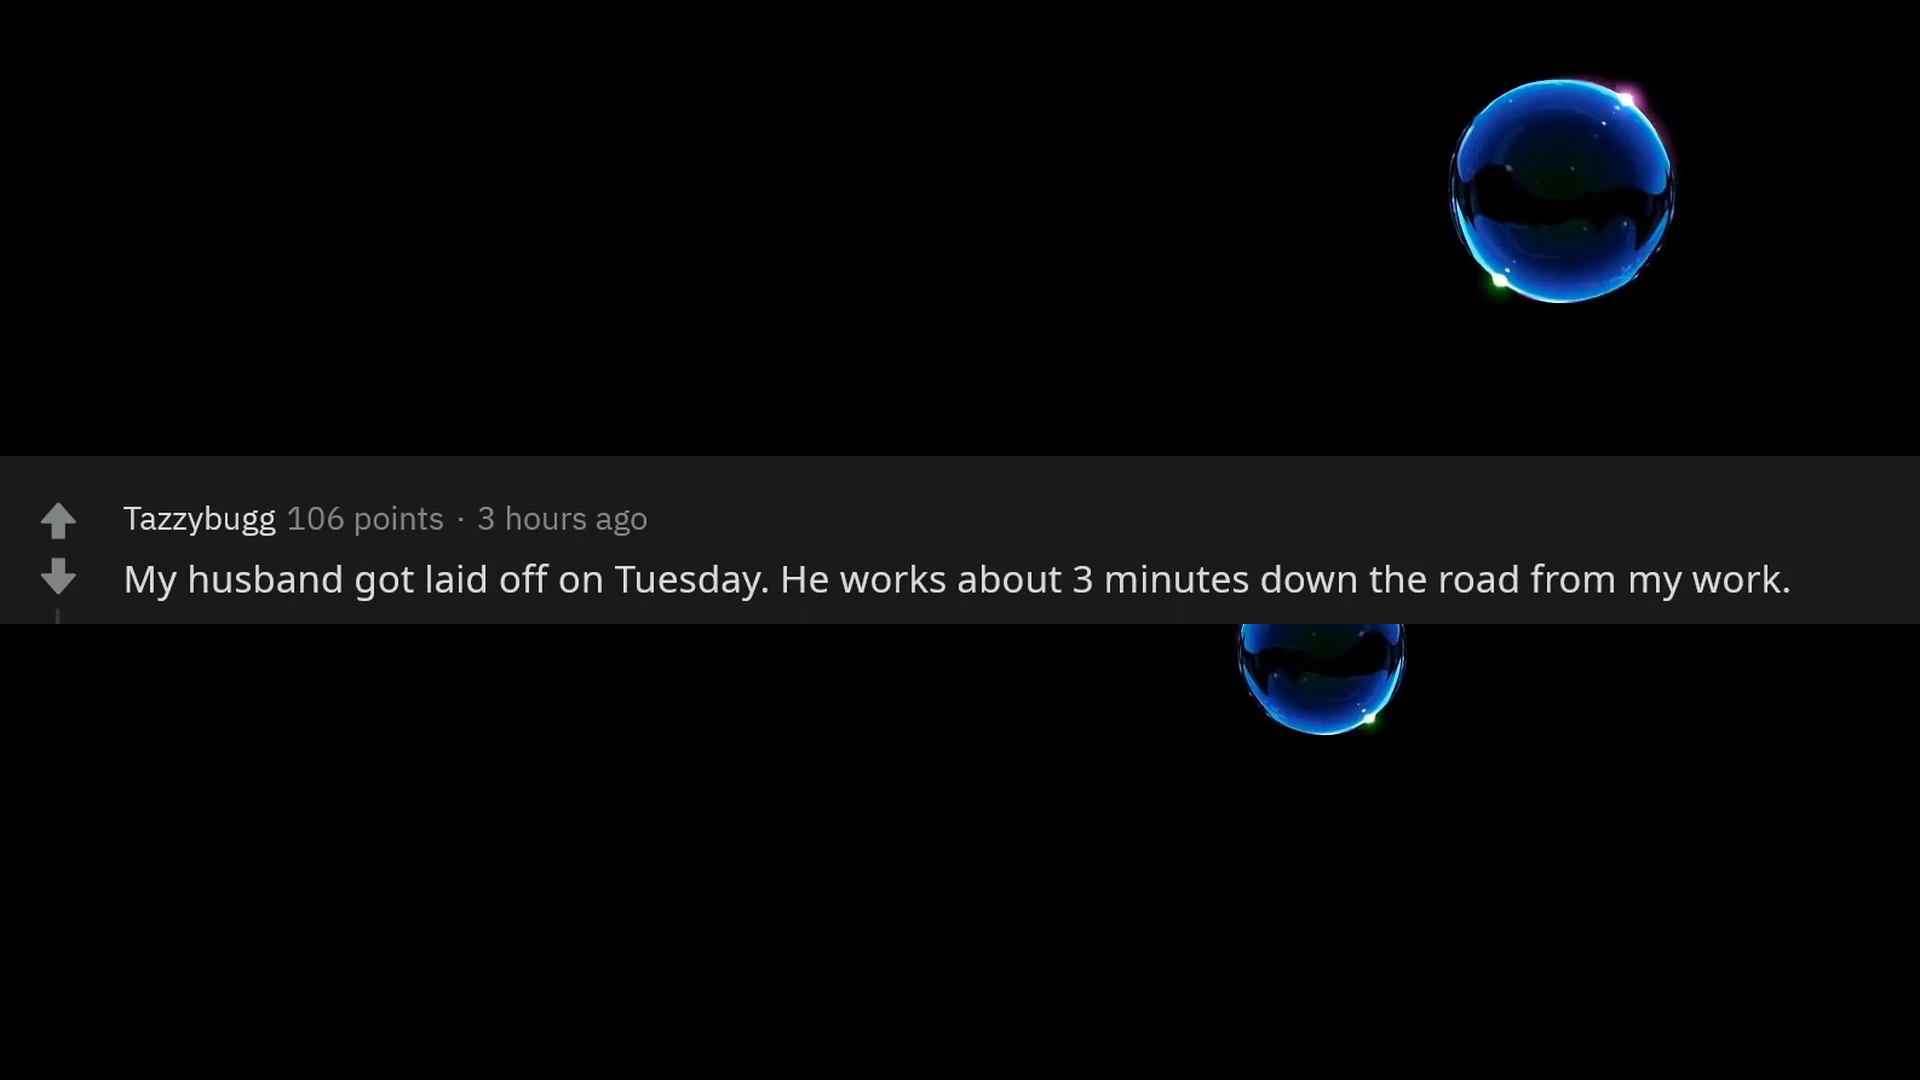 Tazzybugg 106 points · 3 hours ago
My husband got laid off on Tuesday. He works about 3 minutes down the road from my work.